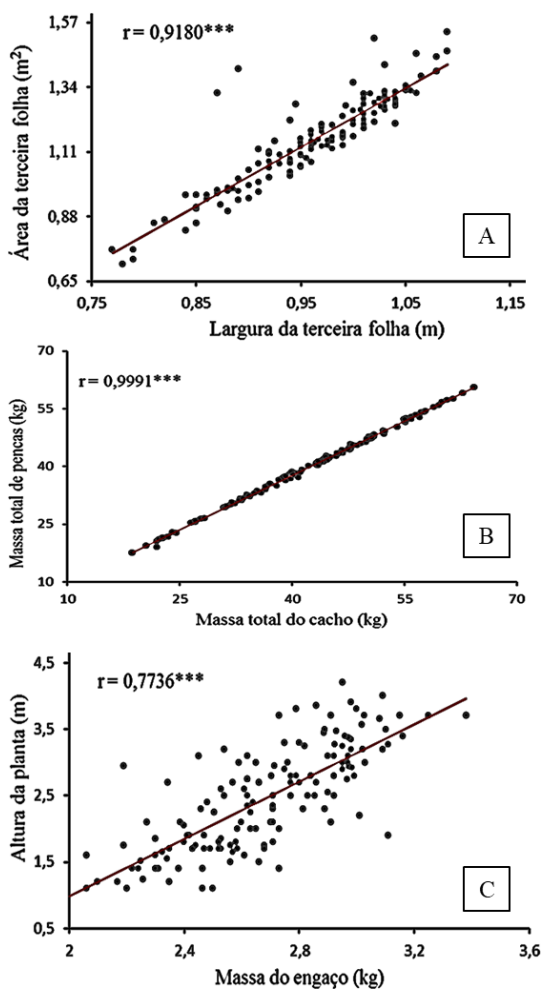 1,57
r = 0,9180***
1,34
1,11
0,88
0,65
Área da terceira folha (m²)
A
0,75 0,85 0,95 1,05 1,15
Largura da terceira folha (m)
70
r = 0,9991***
55
40
25
10
Massa total de pencas (kg)
B
10 25 40 55 70
Massa total do cacho (kg)
4,5
r = 0,7736***
3,5
2,5
1,5
0,5
Altura da planta (m)
C
2 2,4 2,8 3,2 3,6
Massa do engaço (kg)